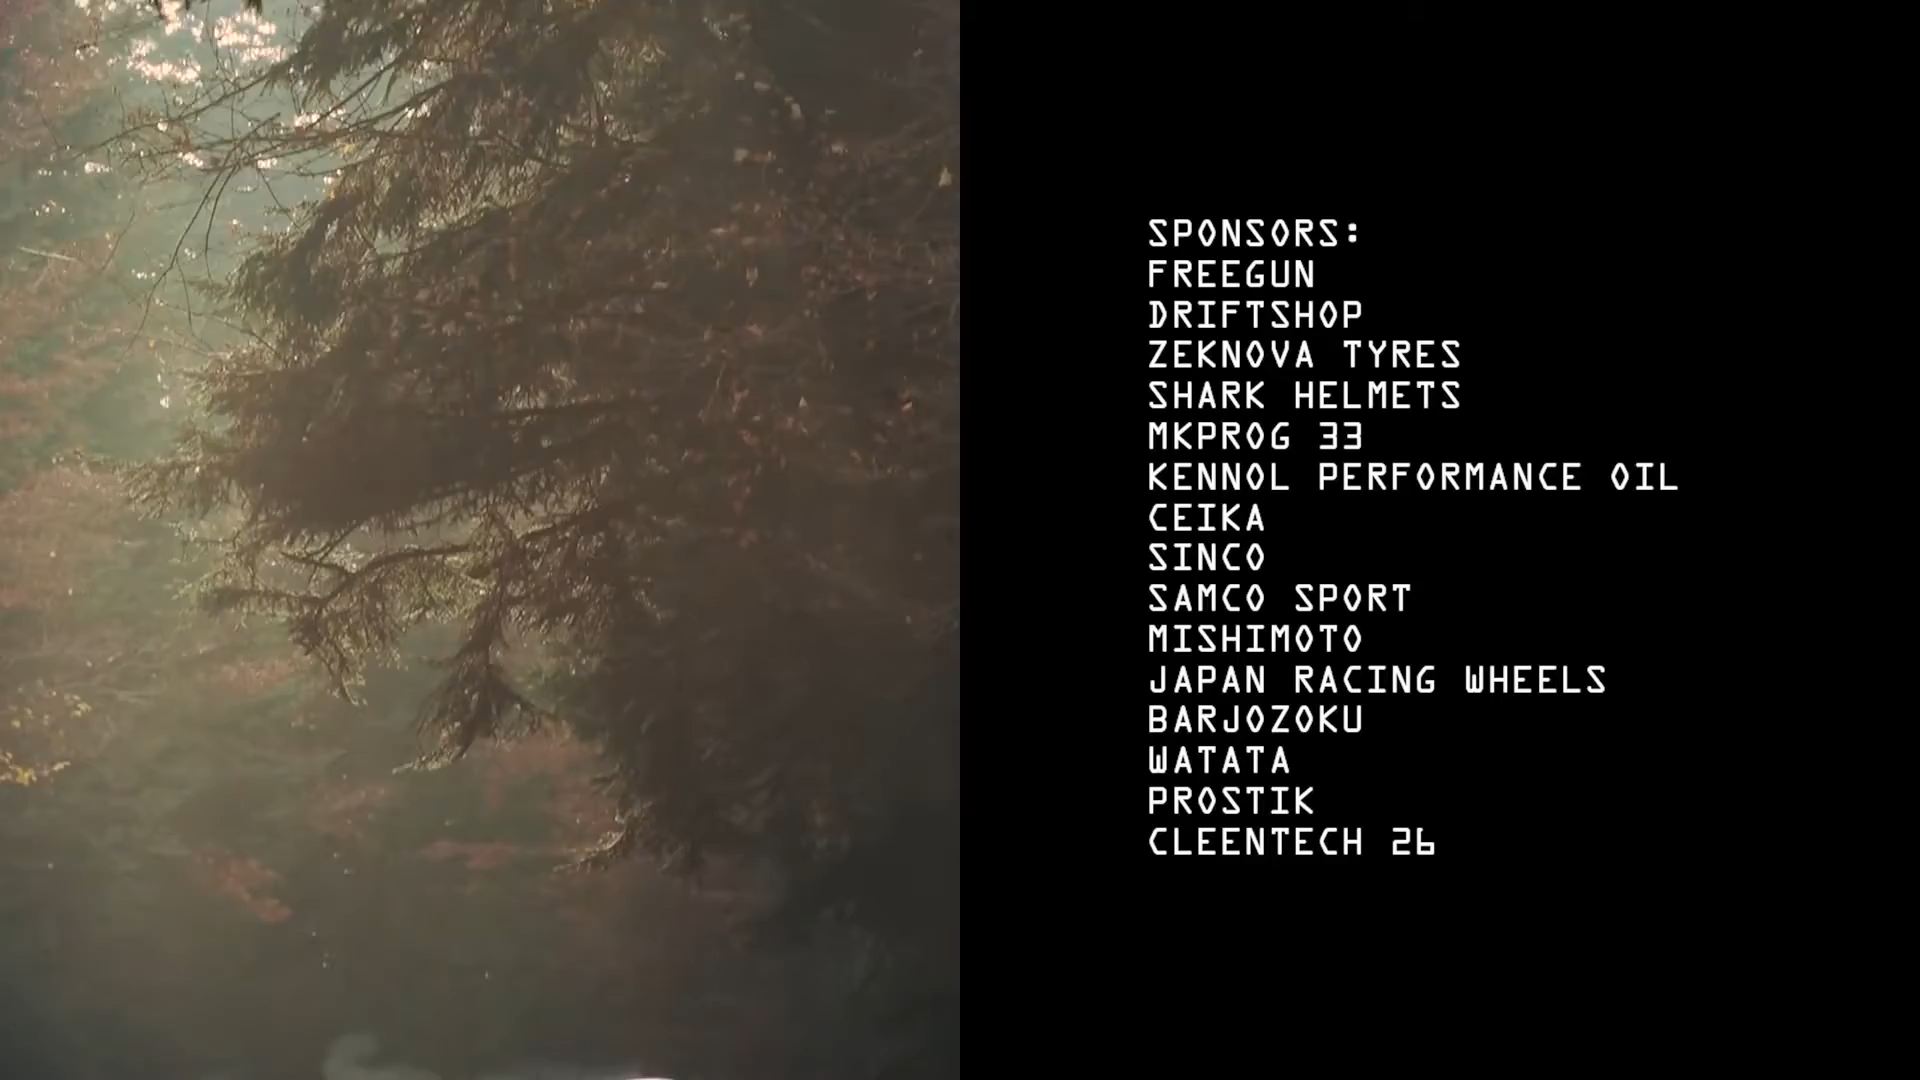 SPONSORS:
FREEGUN
DRIFTSHOP
ZEKNOVA TYRES
SHARK HELMETS
MKPROG 33
KENNOL PERFORMANCE OIL
CEIKA
SINCO
SAMCO SPORT
MISHIMOTO
JAPAN RACING WHEELS
BARJOZOKU
WATATA
PROSTIK
CLEENTECH 26